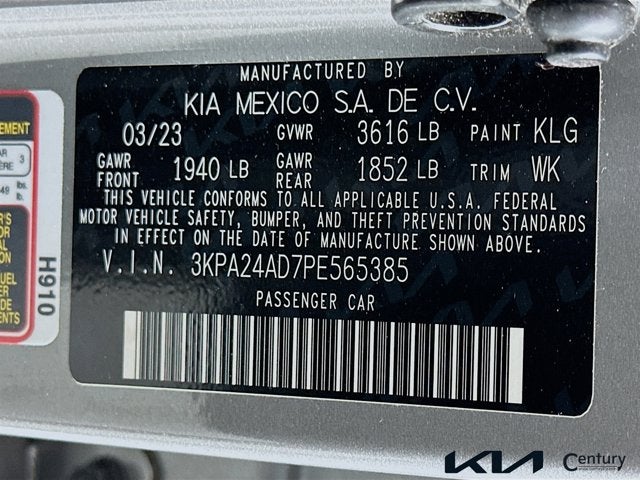 MANUFACTURED BY
KIA MEXICO S.A. DE C.V.
03/23 GVWR 3616 LB PAINT KLG
GAWR FRONT 1940 LB GAWR REAR 1852 LB TRIM WK
THIS VEHICLE CONFORMS TO ALL APPLICABLE U.S.A. FEDERAL
MOTOR VEHICLE SAFETY, BUMPER, AND THEFT PREVENTION STANDARDS
IN EFFECT ON THE DATE OF MANUFACTURE SHOWN ABOVE.
V.I.N. 3KPA24AD7PE565385
PASSENGER CAR
H910
3
lbs.
KIA Century